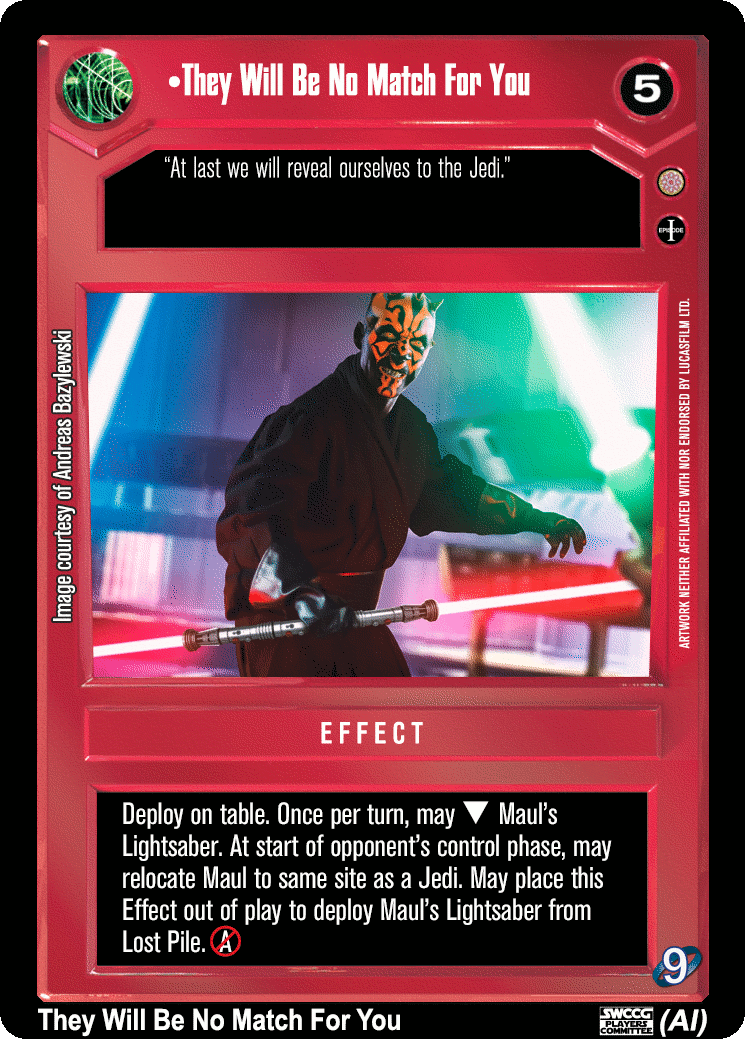 •They Will Be No Match For You
5
“At last we will reveal ourselves to the Jedi.”
EPISODE
I
Image courtesy of Andreas Bazylewski
ARTWORK NEITHER AFFILIATED WITH NOR ENDORSED BY LUCASFILM LTD.
EFFECT
Deploy on table. Once per turn, may ▼ Maul’s
Lightsaber. At start of opponent’s control phase, may
relocate Maul to same site as a Jedi. May place this
Effect out of play to deploy Maul’s Lightsaber from
Lost Pile. A
9
They Will Be No Match For You
SWCCG
PLAYERS
COMMITTEE
(AI)